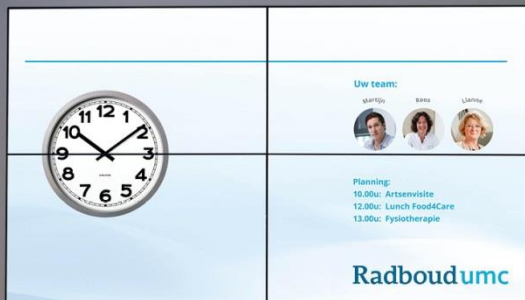 Uw team:
Martijn Kees Lianne
12
11 1
10 2
9 3
8 4
7 5
6
Planning:
10.00u: Artsenvisite
12.00u: Lunch Food4Care
13.00u: Fysiotherapie
Radboudumc